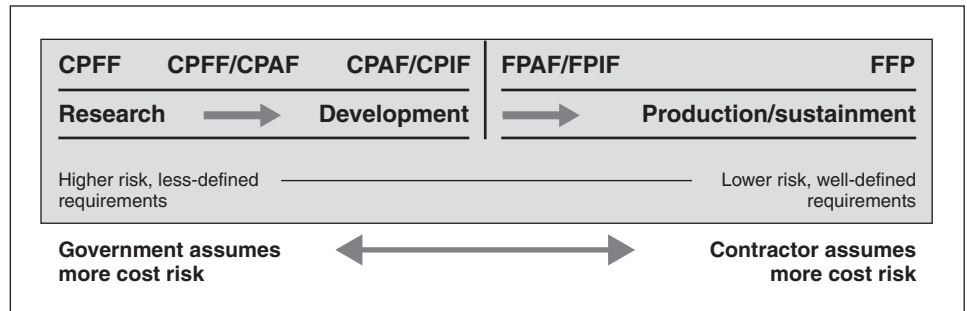 CPFF CPFF/CPAF CPAF/CPIF FPAF/FPIF FFP
Research Development Production/sustainment
Higher risk, less-defined requirements
Lower risk, well-defined requirements
Government assumes more cost risk
Contractor assumes more cost risk